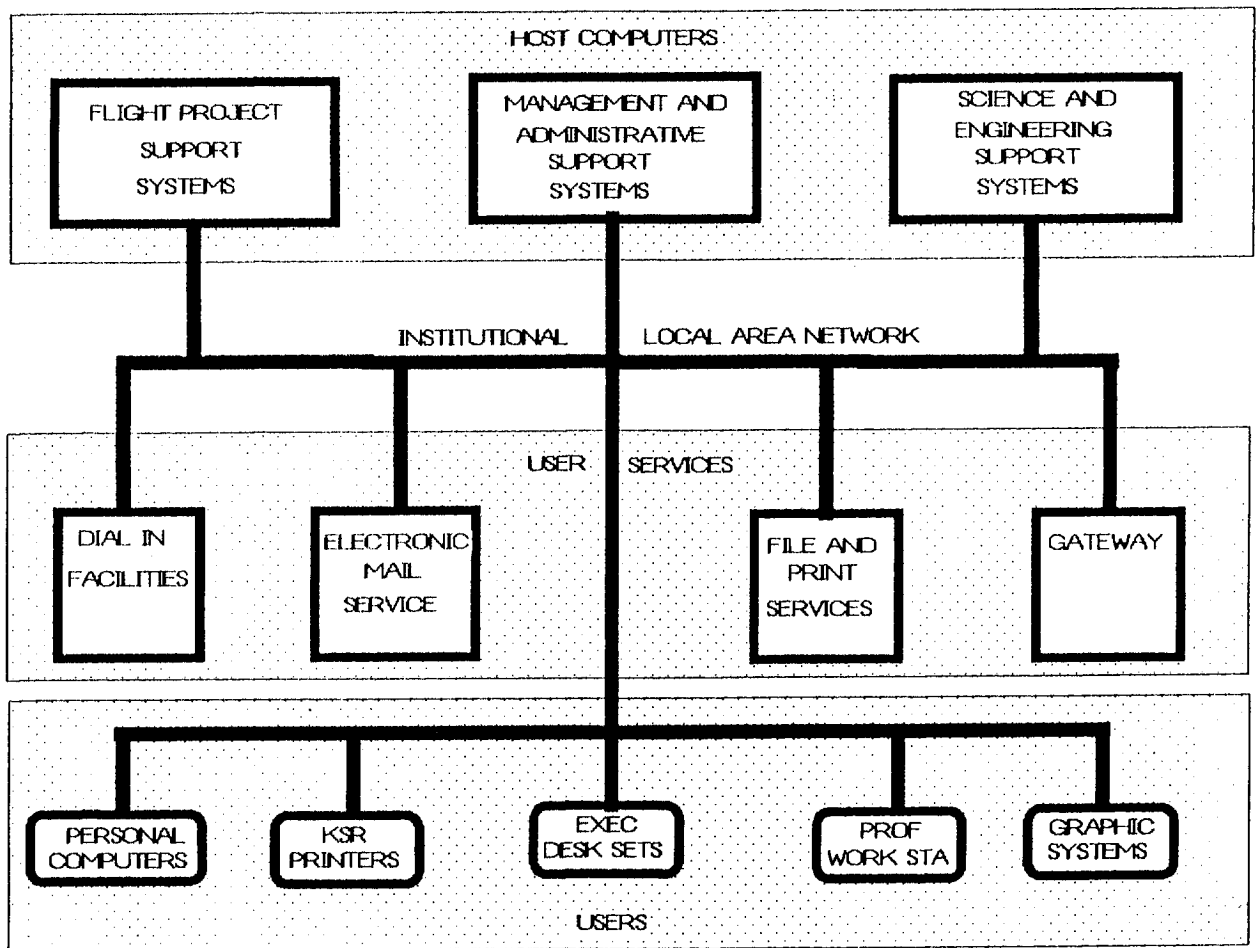 HOST COMPUTERS
FLIGHT PROJECT
SUPPORT
SYSTEMS
MANAGEMENT AND
ADMINISTRATIVE
SUPPORT
SYSTEMS
SCIENCE AND
ENGINEERING
SUPPORT
SYSTEMS
INSTITUTIONAL LOCAL AREA NETWORK
USER SERVICES
DIAL IN
FACILITIES
ELECTRONIC
MAIL
SERVICE
FILE AND
PRINT
SERVICES
GATEWAY
PERSONAL
COMPUTERS
KSR
PRINTERS
EXEC
DESK SETS
PROF
WORK STA
GRAPHIC
SYSTEMS
USERS